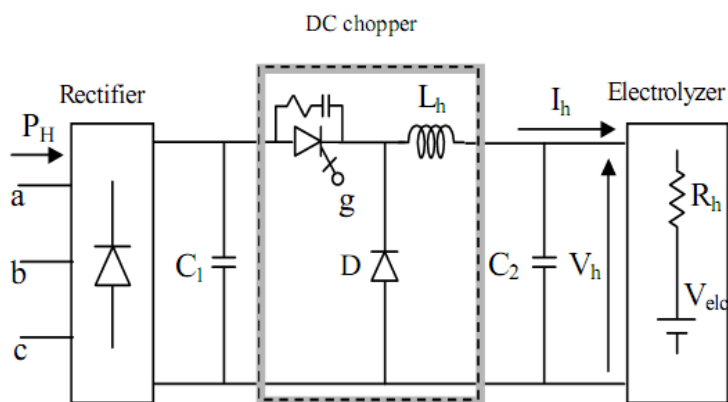 DC chopper
Rectifier
Electrolyzer
P_H
L_h
I_h
a
g
R_h
b
C_1
D
C_2
V_h
V_elc
c